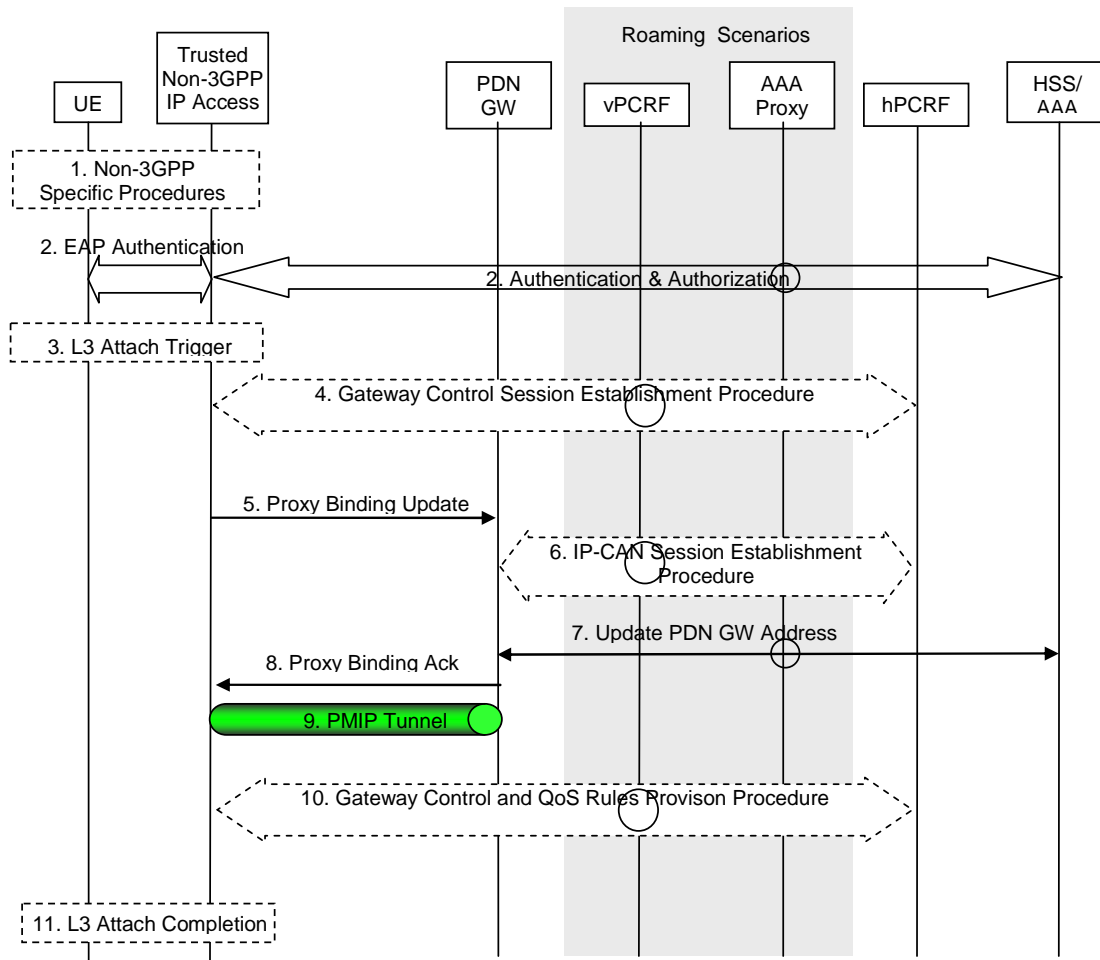 Roaming Scenarios
UE
Trusted
Non-3GPP
IP Access
PDN
GW
vPCRF
AAA
Proxy
hPCRF
HSS/
AAA
1. Non-3GPP
Specific Procedures
2. EAP Authentication
2. Authentication & Authorization
3. L3 Attach Trigger
4. Gateway Control Session Establishment Procedure
5. Proxy Binding Update
6. IP-CAN Session Establishment
Procedure
7. Update PDN GW Address
8. Proxy Binding Ack
9. PMIP Tunnel
10. Gateway Control and QoS Rules Provison Procedure
11. L3 Attach Completion